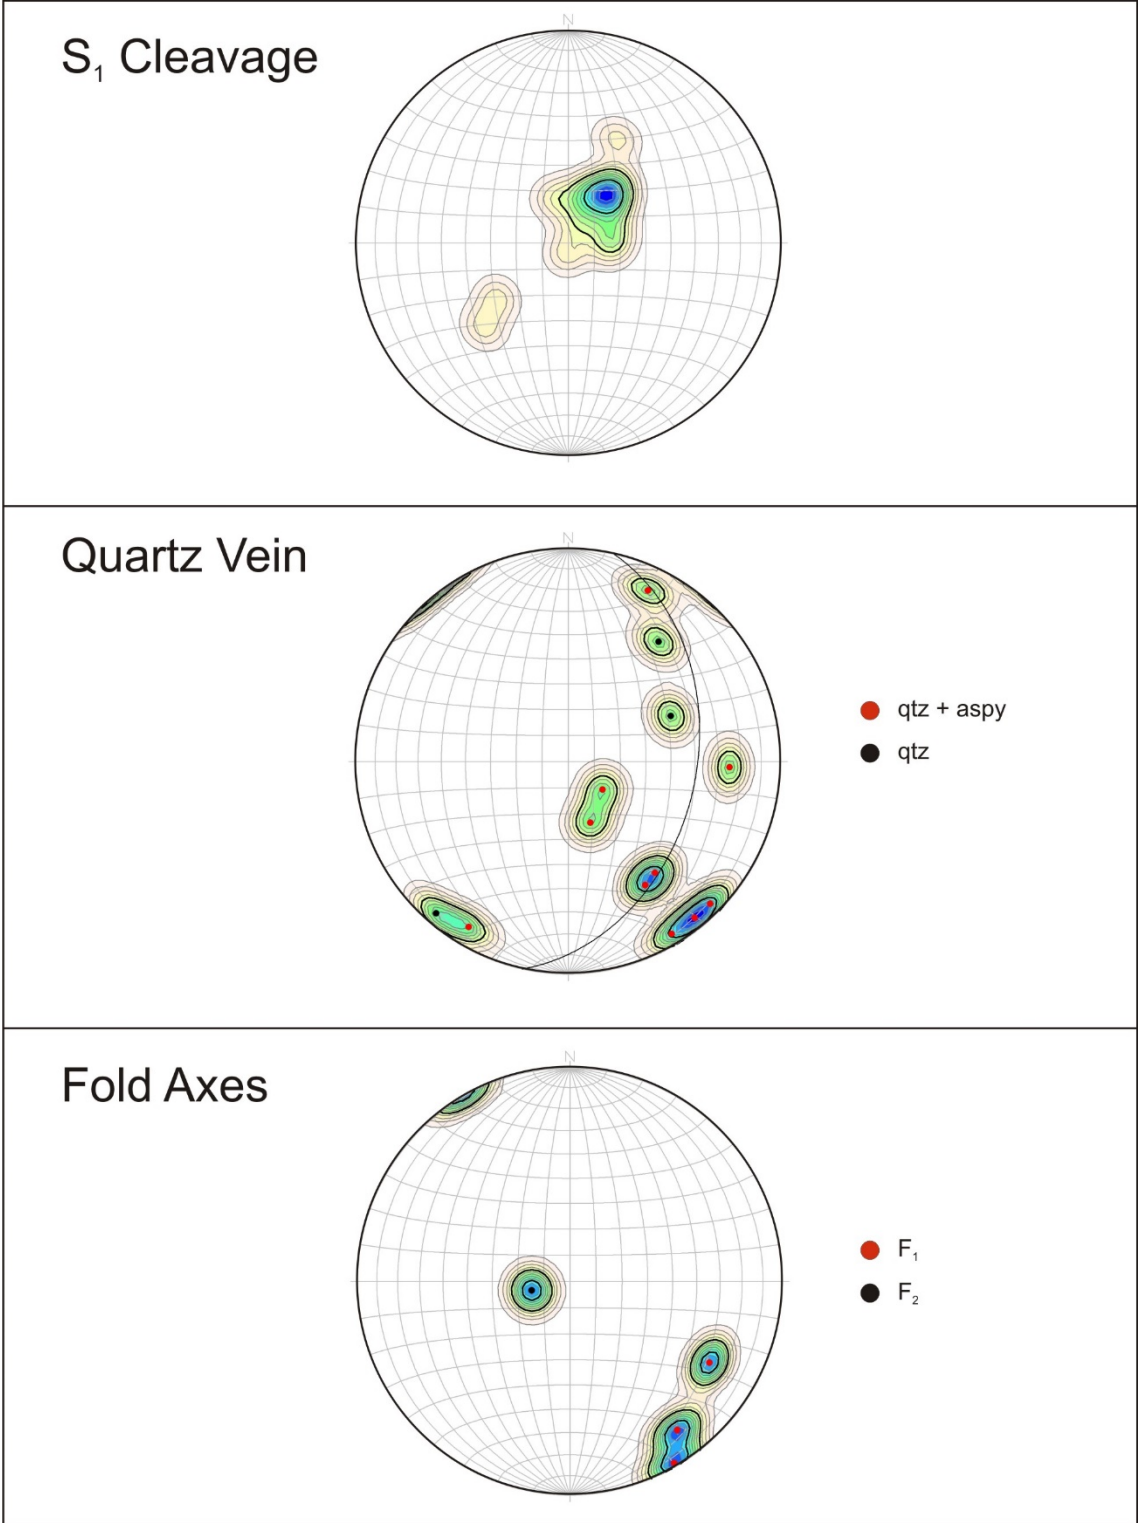 N
S₁ Cleavage
N
Quartz Vein
qtz + aspy
qtz
N
Fold Axes
F₁
F₂